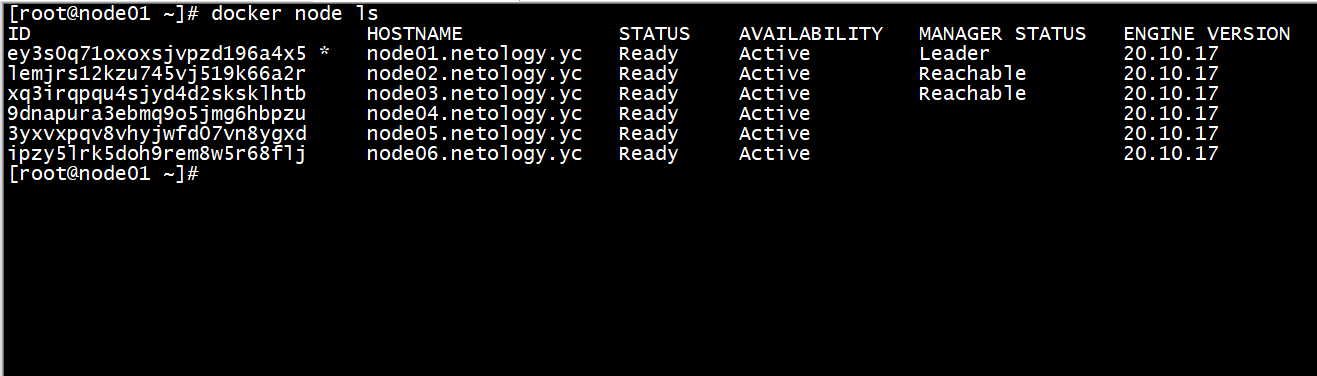 [root@node01 ~]# docker node ls
ID HOSTNAME STATUS AVAILABILITY MANAGER STATUS ENGINE VERSION
ey3s0q71oxoxsjvpzd196a4x5 * node01.netology.yc Ready Active Leader 20.10.17
lemjrs12kzu745vj519k66a2r node02.netology.yc Ready Active Reachable 20.10.17
xq3irqpqu4sjyd4d2sksklhtb node03.netology.yc Ready Active Reachable 20.10.17
9dnapura3ebmq9o5jmg6hbpzu node04.netology.yc Ready Active 20.10.17
3yxvxpqv8vhyjwfd07vn8ygxd node05.netology.yc Ready Active 20.10.17
ipzy5lrk5doh9rem8w5r68flj node06.netology.yc Ready Active 20.10.17
[root@node01 ~]#